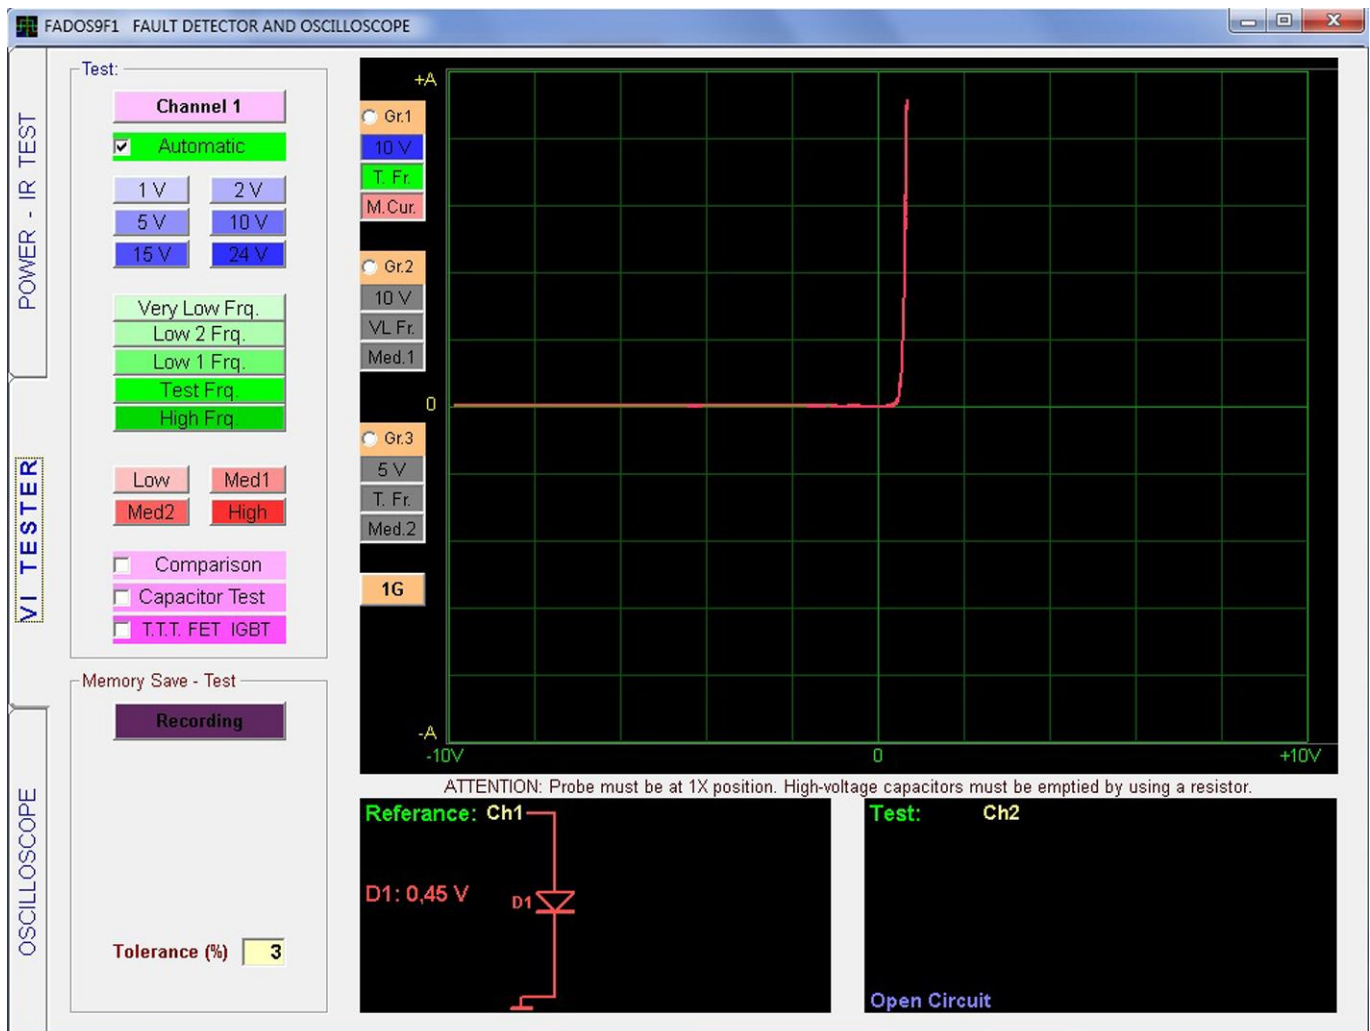 FADOS9F1 FAULT DETECTOR AND OSCILLOSCOPE
POWER - IR TEST
VI TESTER
OSCILLOSCOPE
Test:
Channel 1
Automatic
1 V 2 V
5 V 10 V
15 V 24 V
Very Low Frq.
Low 2 Frq.
Low 1 Frq.
Test Frq.
High Frq.
Low Med1
Med2 High
Comparison
Capacitor Test
T.T.T. FET IGBT
Memory Save - Test
Recording
Tolerance (%) 3
+A
Gr.1
10 V
T. Fr.
M.Cur.
Gr.2
10 V
VL Fr.
Med.1
0
Gr.3
5 V
T. Fr.
Med.2
1G
-A
-10V 0 +10V
ATTENTION: Probe must be at 1X position. High-voltage capacitors must be emptied by using a resistor.
Referance: Ch1
D1: 0,45 V
D1
Test: Ch2
Open Circuit